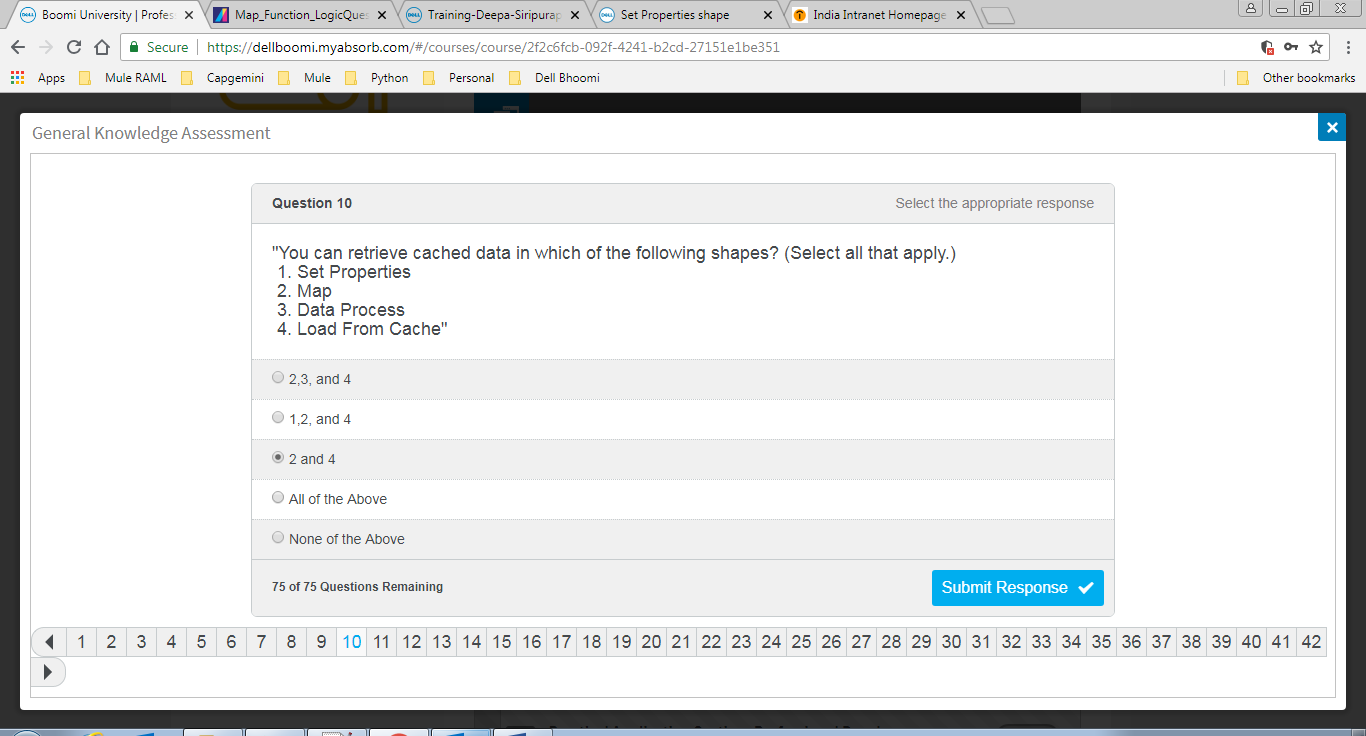 Boomi University | Profes
Map_Function_LogicQues
Training-Deepa-Siripurap
Set Properties shape
India Intranet Homepage
Secure
https://dellboomi.myabsorb.com/#/courses/course/2f2c6fcb-092f-4241-b2cd-27151e1be351
Apps
Mule RAML
Capgemini
Mule
Python
Personal
Dell Bhoomi
Other bookmarks
General Knowledge Assessment
Question 10
Select the appropriate response
"You can retrieve cached data in which of the following shapes? (Select all that apply.)
1. Set Properties
2. Map
3. Data Process
4. Load From Cache"
2,3, and 4
1,2, and 4
2 and 4
All of the Above
None of the Above
75 of 75 Questions Remaining
Submit Response
1 2 3 4 5 6 7 8 9 10 11 12 13 14 15 16 17 18 19 20 21 22 23 24 25 26 27 28 29 30 31 32 33 34 35 36 37 38 39 40 41 42